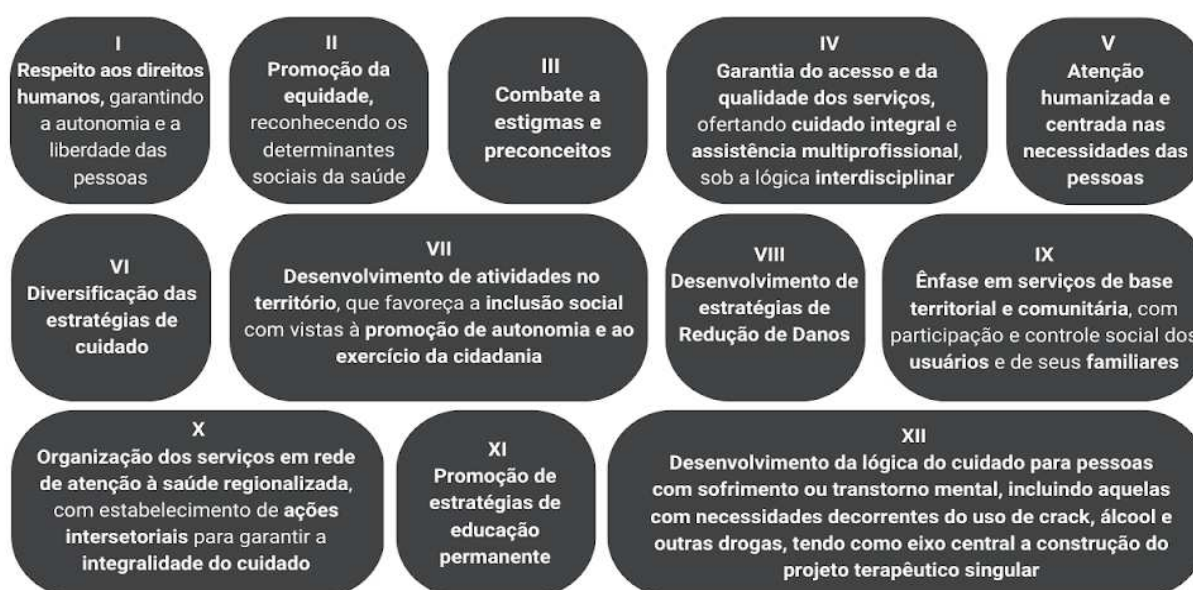 I
Respeito aos direitos
humanos, garantindo
a autonomia e a
liberdade das
pessoas
II
Promoção da
equidade,
reconhecendo os
determinantes
sociais da saúde
III
Combate a
estigmas e
preconceitos
IV
Garantia do acesso e da
qualidade dos serviços,
ofertando cuidado integral e
assistência multiprofissional,
sob a lógica interdisciplinar
V
Atenção
humanizada e
centrada nas
necessidades das
pessoas
VI
Diversificação das
estratégias de
cuidado
VII
Desenvolvimento de atividades no
território, que favoreça a inclusão social
com vistas à promoção de autonomia e ao
exercício da cidadania
VIII
Desenvolvimento de
estratégias de
Redução de Danos
IX
Ênfase em serviços de base
territorial e comunitária, com
participação e controle social dos
usuários e de seus familiares
X
Organização dos serviços em rede
de atenção à saúde regionalizada,
com estabelecimento de ações
intersetoriais para garantir a
integralidade do cuidado
XI
Promoção de
estratégias de
educação
permanente
XII
Desenvolvimento da lógica do cuidado para pessoas
com sofrimento ou transtorno mental, incluindo aquelas
com necessidades decorrentes do uso de crack, álcool e
outras drogas, tendo como eixo central a construção do
projeto terapêutico singular